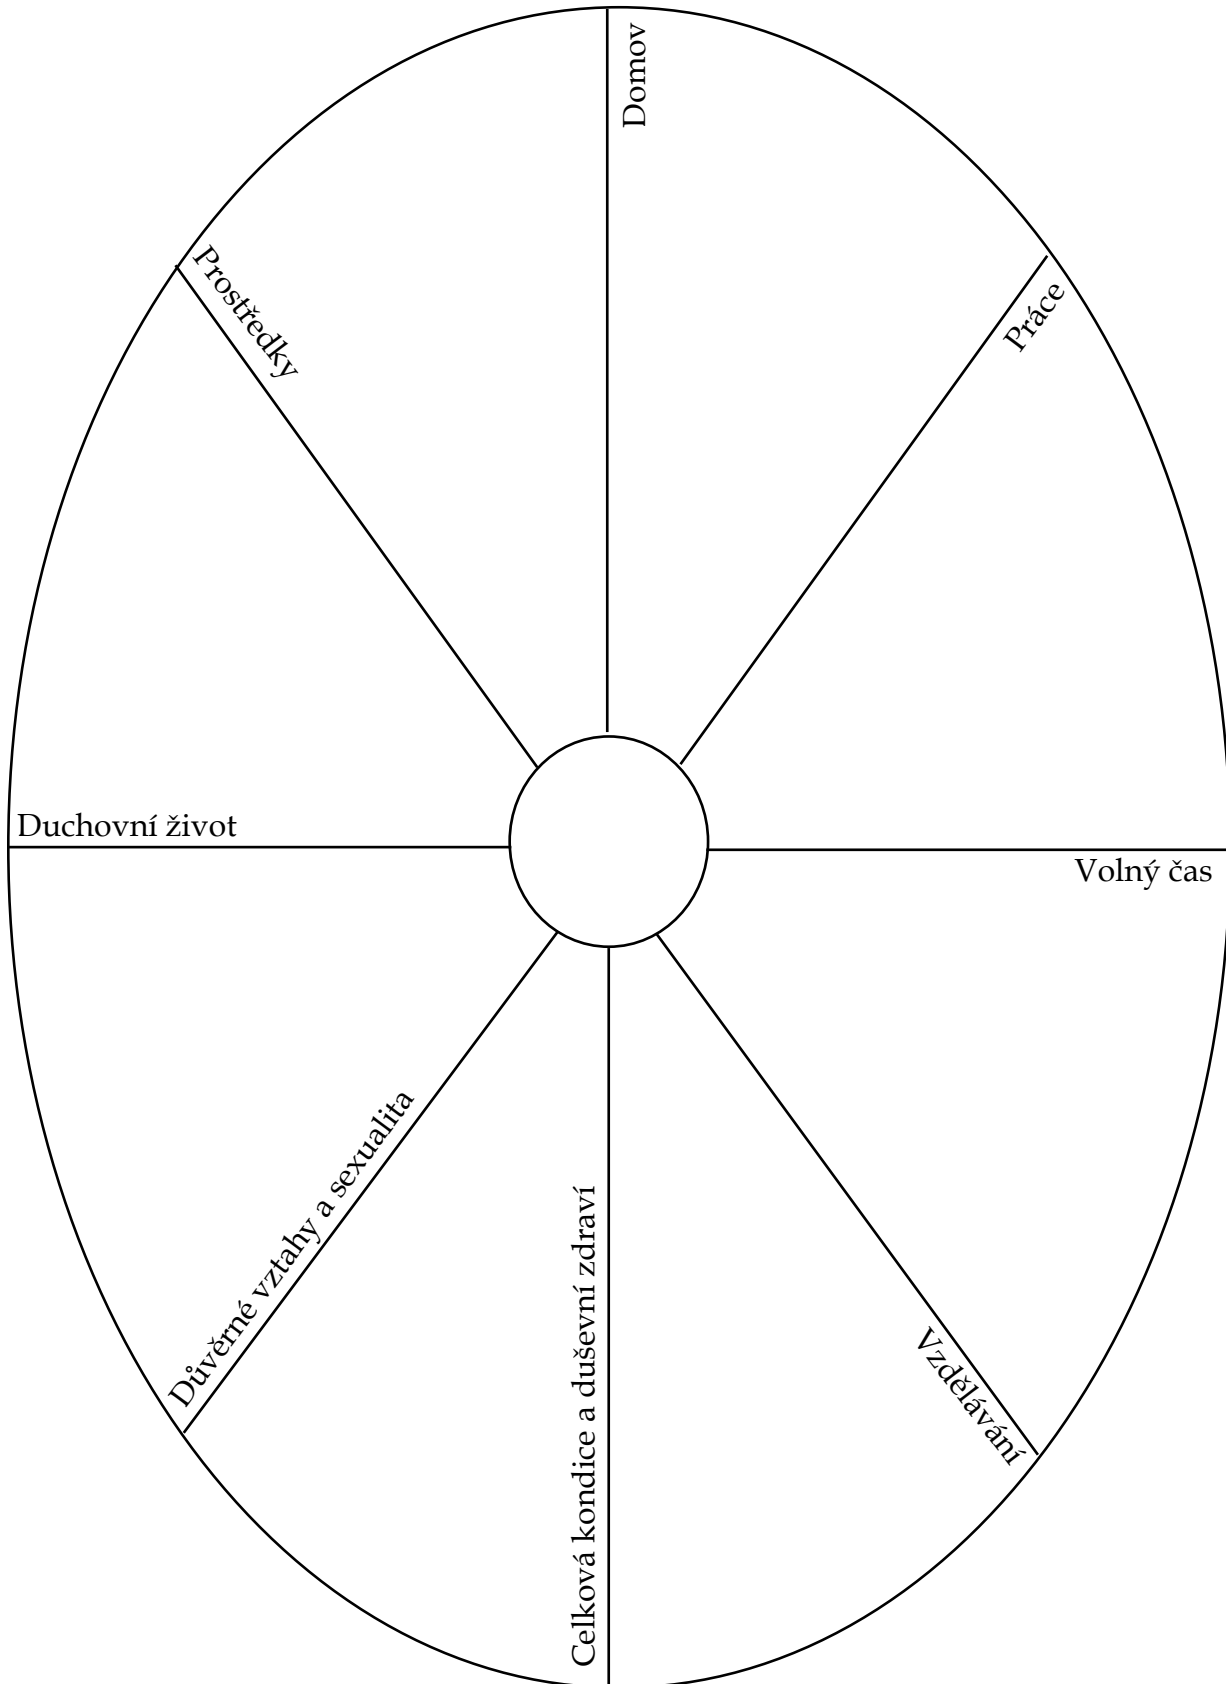 Domov
Práce
Volný čas
Vzdělávání
Celková kondice a duševní zdraví
Důvěrné vztahy a sexualita
Duchovní život
Prostředky